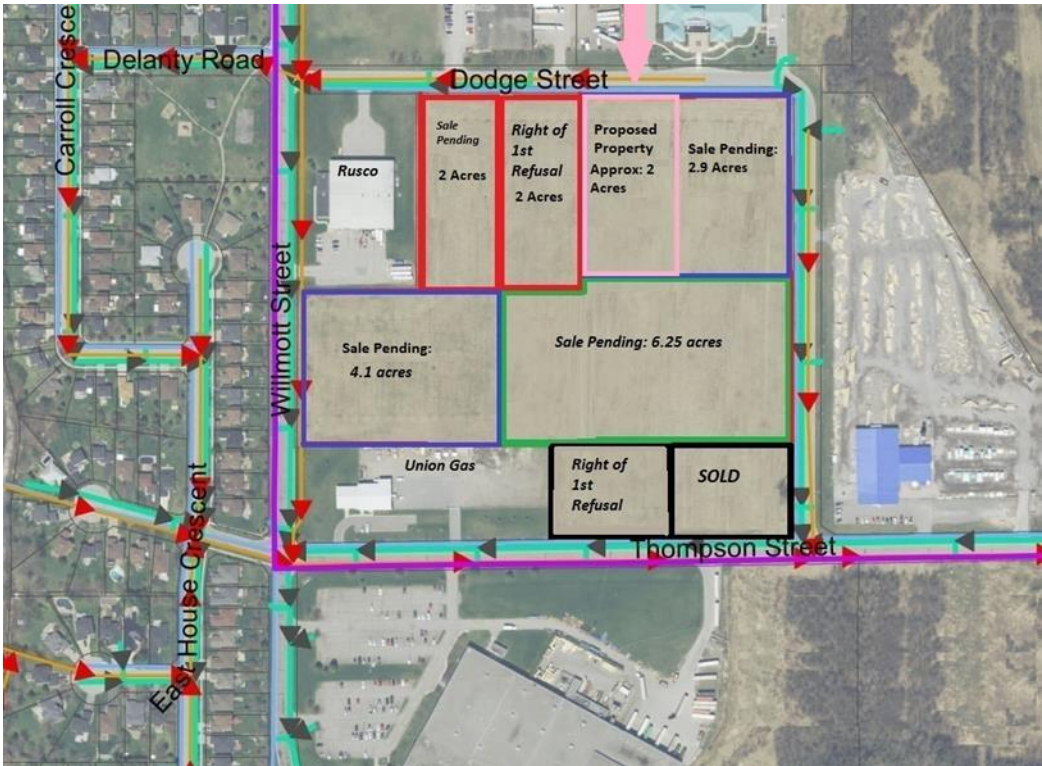 Carroll Cresce
Delanty Road
Dodge Street
Rusco
Sale
Pending
2 Acres
Right of
1st
Refusal
2 Acres
Proposed
Property
Approx: 2
Acres
Sale Pending:
2.9 Acres
Willmott Street
Sale Pending:
4.1 acres
Sale Pending: 6.25 acres
Union Gas
Right of
1st
Refusal
SOLD
Thompson Street
East House Crescent